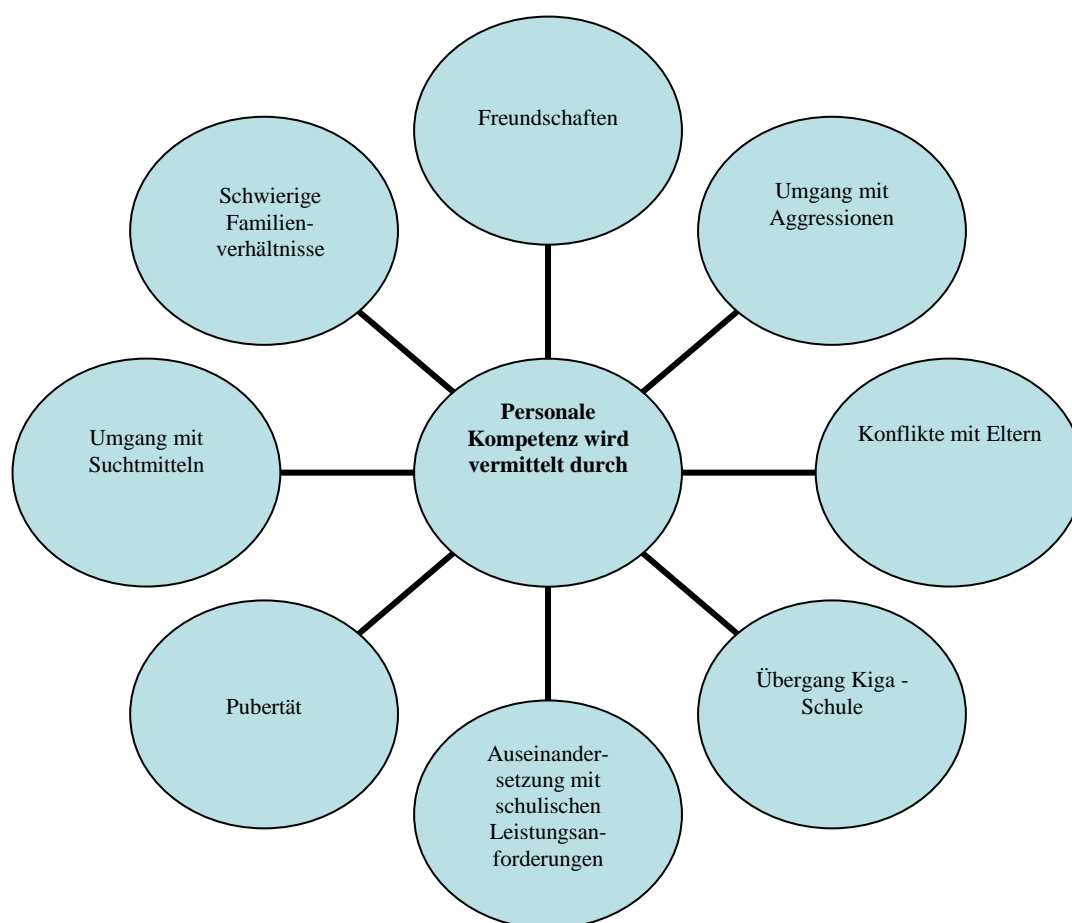 Freundschaften
Umgang mit
Aggressionen
Schwierige
Familien-
verhältnisse
Personale
Kompetenz wird
vermittelt durch
Konflikte mit Eltern
Umgang mit
Suchtmitteln
Übergang Kiga -
Schule
Pubertät
Auseinander-
setzung mit
schulischen
Leistungsan-
forderungen